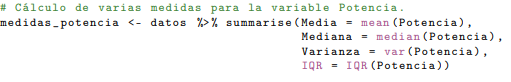 # Cálculo de varias medidas para la variable Potencia.
medidas_potencia <- datos %>% summarise(Media = mean(Potencia),
Mediana = median(Potencia),
Varianza = var(Potencia),
IQR = IQR(Potencia))